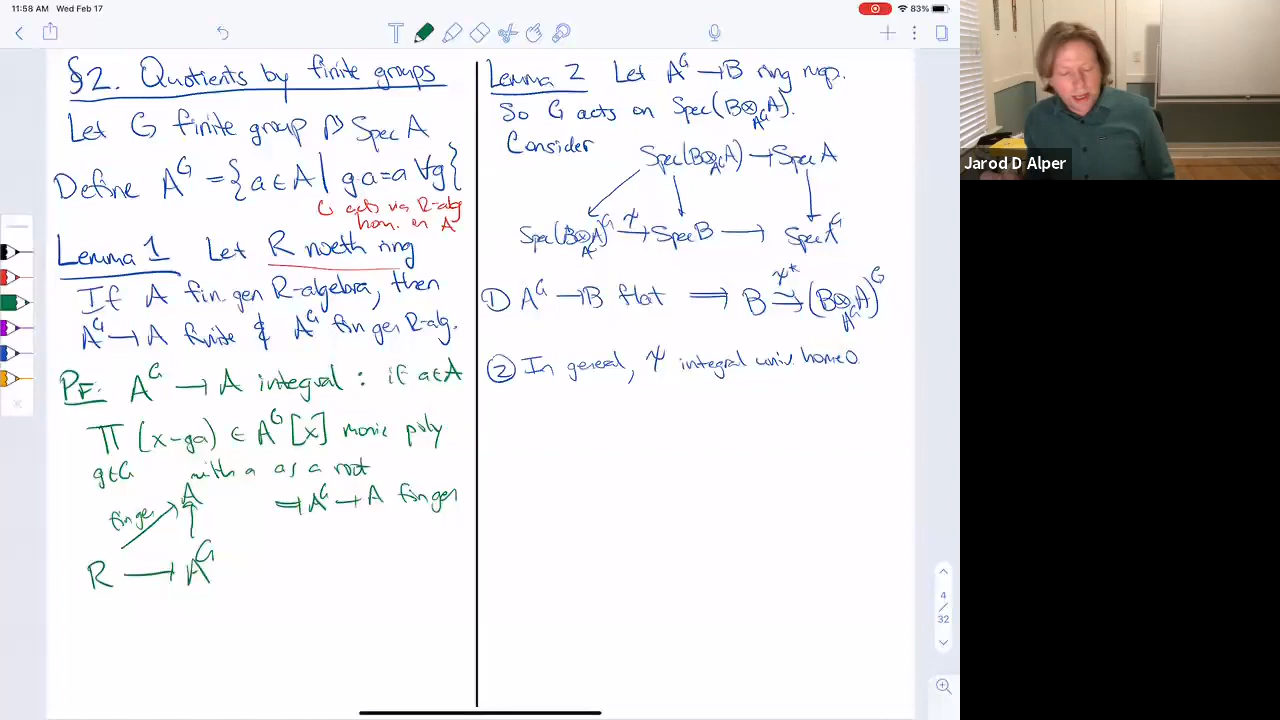 11:58 AM Wed Feb 17
83%
§2. Quotients by finite groups
Let G finite group ↷ Spec A
Define A^G = {a ∈ A | ga = a ∀g}
G acts via R-alg
hom. on A
Lemma 1 Let R noeth ring
If A fin. gen R-algebra, then
A^G → A finite & A^G fin gen R-alg.
PF: A^G → A integral : if a ∈ A
∏ (x-ga) ∈ A^G[x] monic poly
g∈G with a as a root
A
fin gen
⇒ A^G → A fin gen
R → A^G
Lemma 2 Let A^G → B ring map.
So G acts on Spec(B⊗_{A^G} A).
Consider
Spec(B⊗_{A^G} A) → Spec A
Spec(B⊗_{A^G} A)^G ψ → Spec B → Spec A^G
① A^G → B flat ⇒ B ψ* ⥲ (B⊗_{A^G} A)^G
② In general, ψ integral univ. homeo
Jarod D Alper
4
/
32